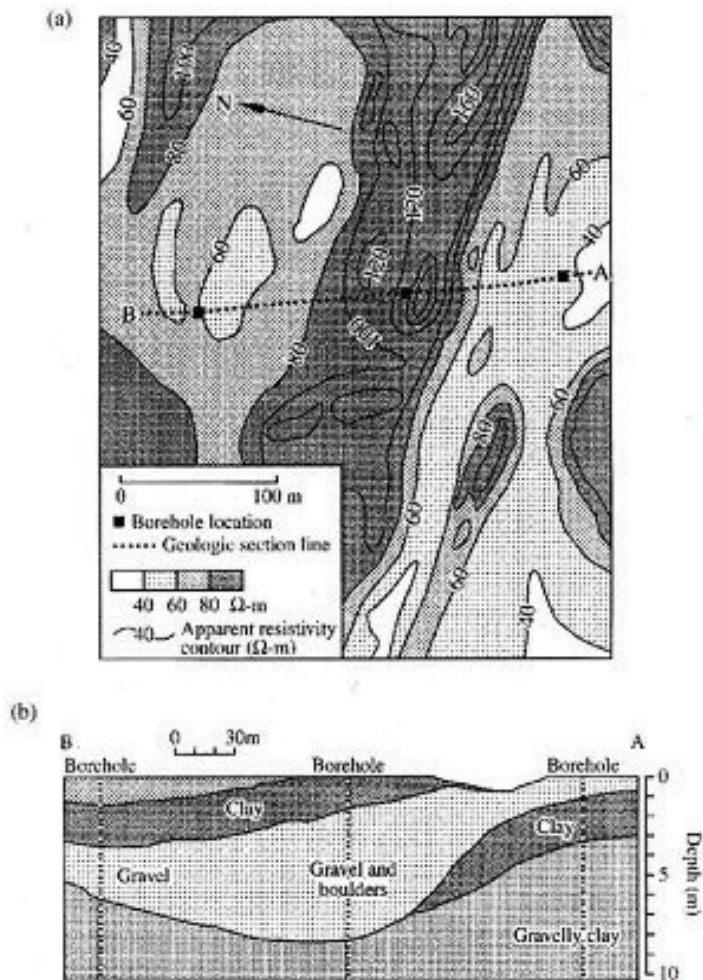 (a)
40
60
100
80
N
160
170
120
60
40
A
B
60
100
80
60
80
60
60
40
0 100 m
■ Borehole location
Geologic section line
40 60 80 Ω-m
40 Apparent resistivity
contour (Ω-m)
(b)
B 0 30m A
Borehole Borehole Borehole
0
Clay
Clay
Gravel
Gravel and
boulders
5
Gravelly clay
10
Depth (m)